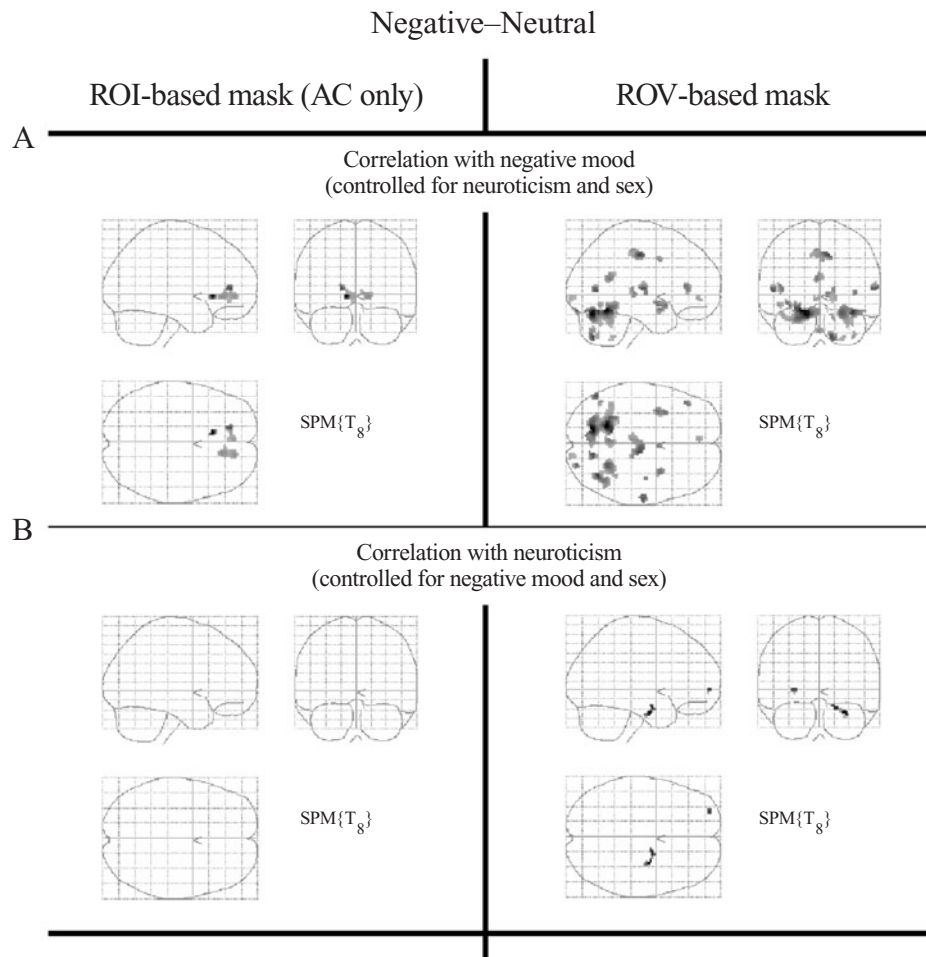 Negative–Neutral
ROI-based mask (AC only)
ROV-based mask
A
Correlation with negative mood
(controlled for neuroticism and sex)
SPM{T8}
SPM{T8}
B
Correlation with neuroticism
(controlled for negative mood and sex)
SPM{T8}
SPM{T8}